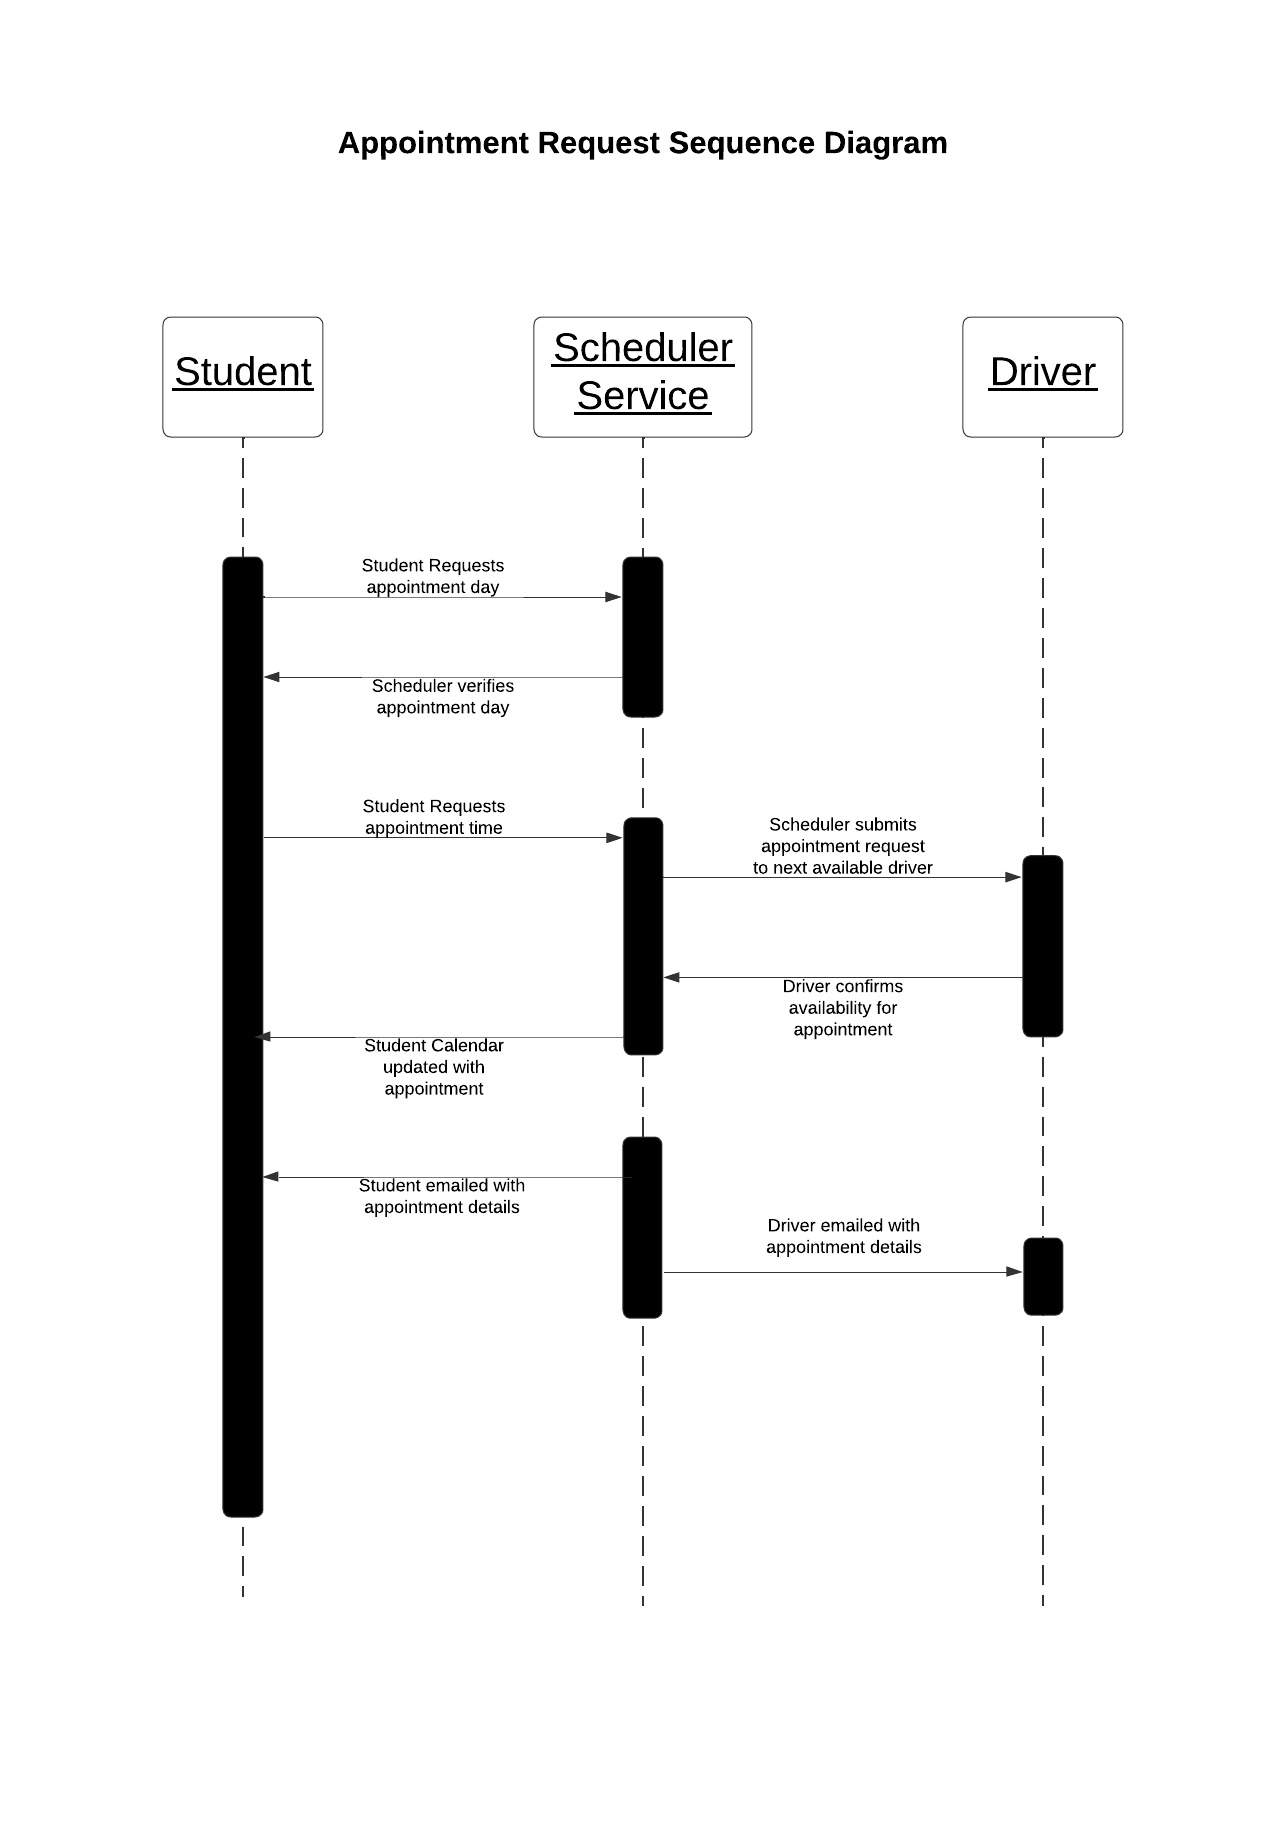 Appointment Request Sequence Diagram
Student
Scheduler
Service
Driver
Student Requests
appointment day
Scheduler verifies
appointment day
Student Requests
appointment time
Scheduler submits
appointment request
to next available driver
Driver confirms
availability for
appointment
Student Calendar
updated with
appointment
Student emailed with
appointment details
Driver emailed with
appointment details